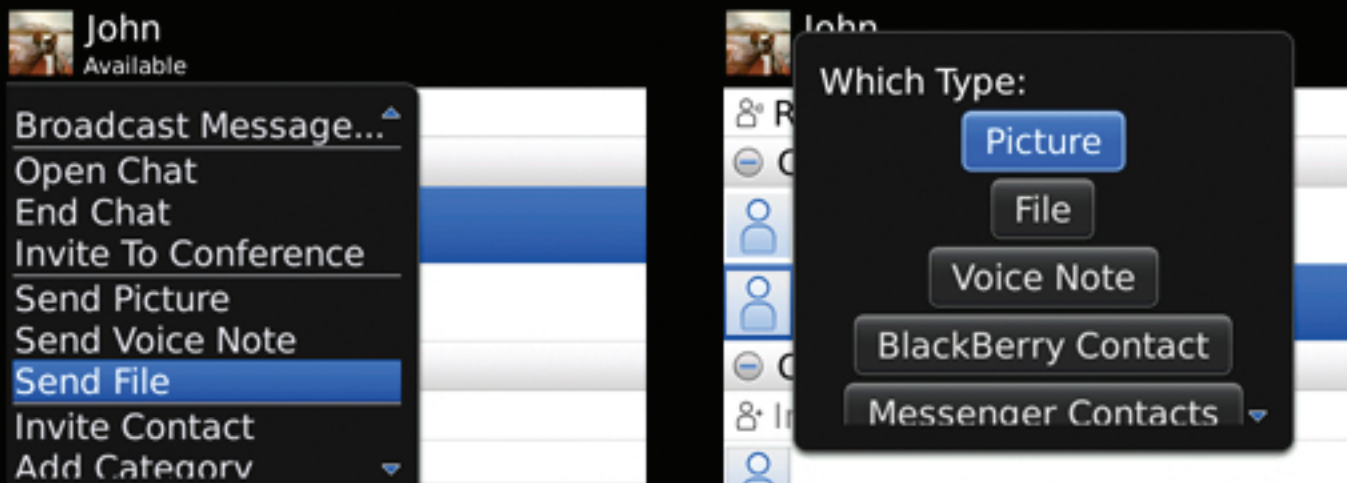 John
Available
Broadcast Message...
Open Chat
End Chat
Invite To Conference
Send Picture
Send Voice Note
Send File
Invite Contact
Add Category
John
Which Type:
Picture
File
Voice Note
BlackBerry Contact
Messenger Contacts